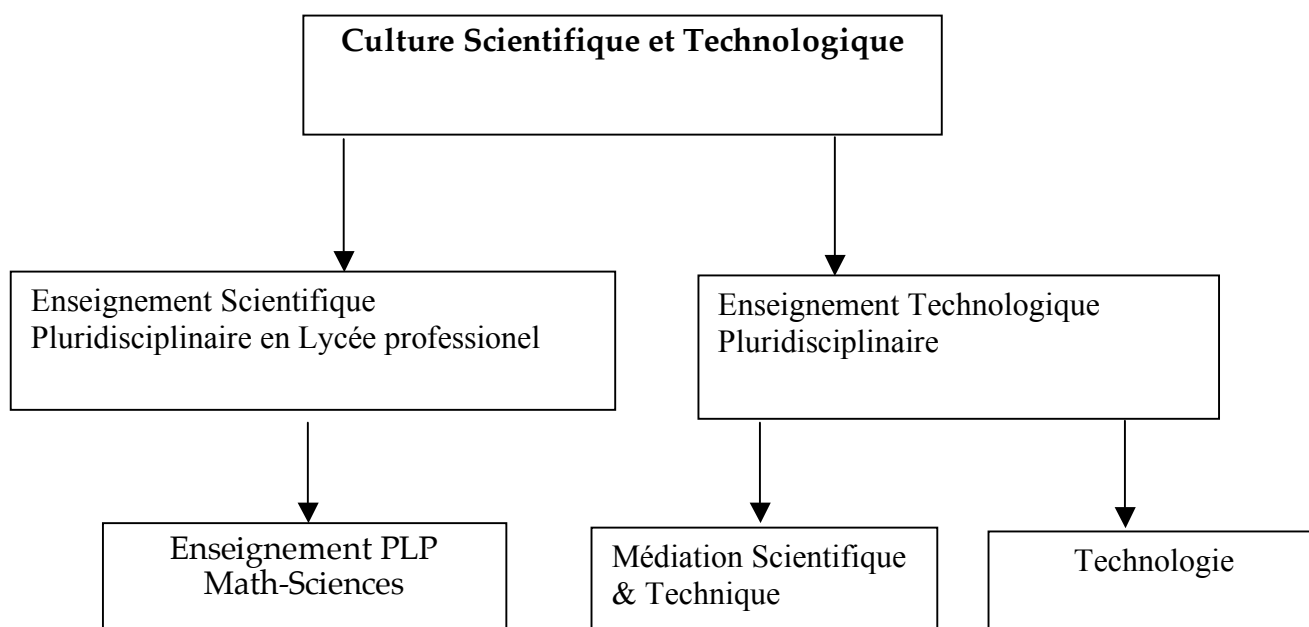 Culture Scientifique et Technologique
Enseignement Scientifique
Pluridisciplinaire en Lycée professionel
Enseignement Technologique
Pluridisciplinaire
Enseignement PLP
Math-Sciences
Médiation Scientifique
& Technique
Technologie